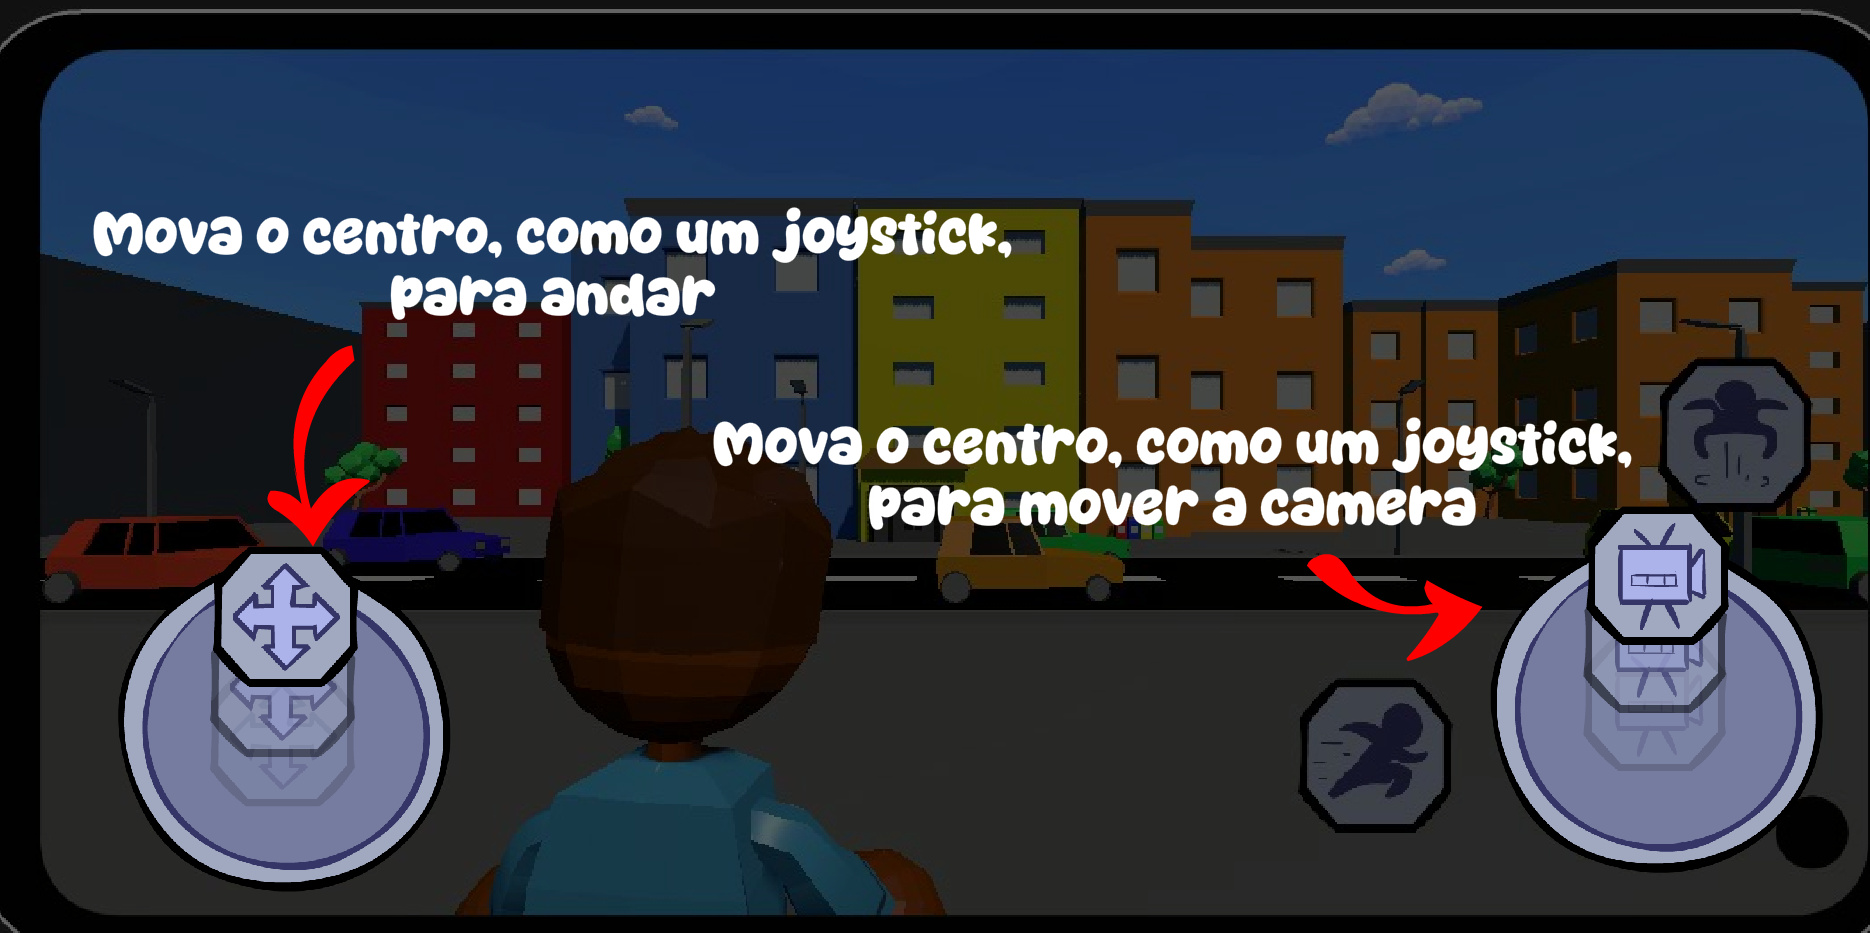 Mova o centro, como um joystick,
para andar
Mova o centro, como um joystick,
para mover a camera